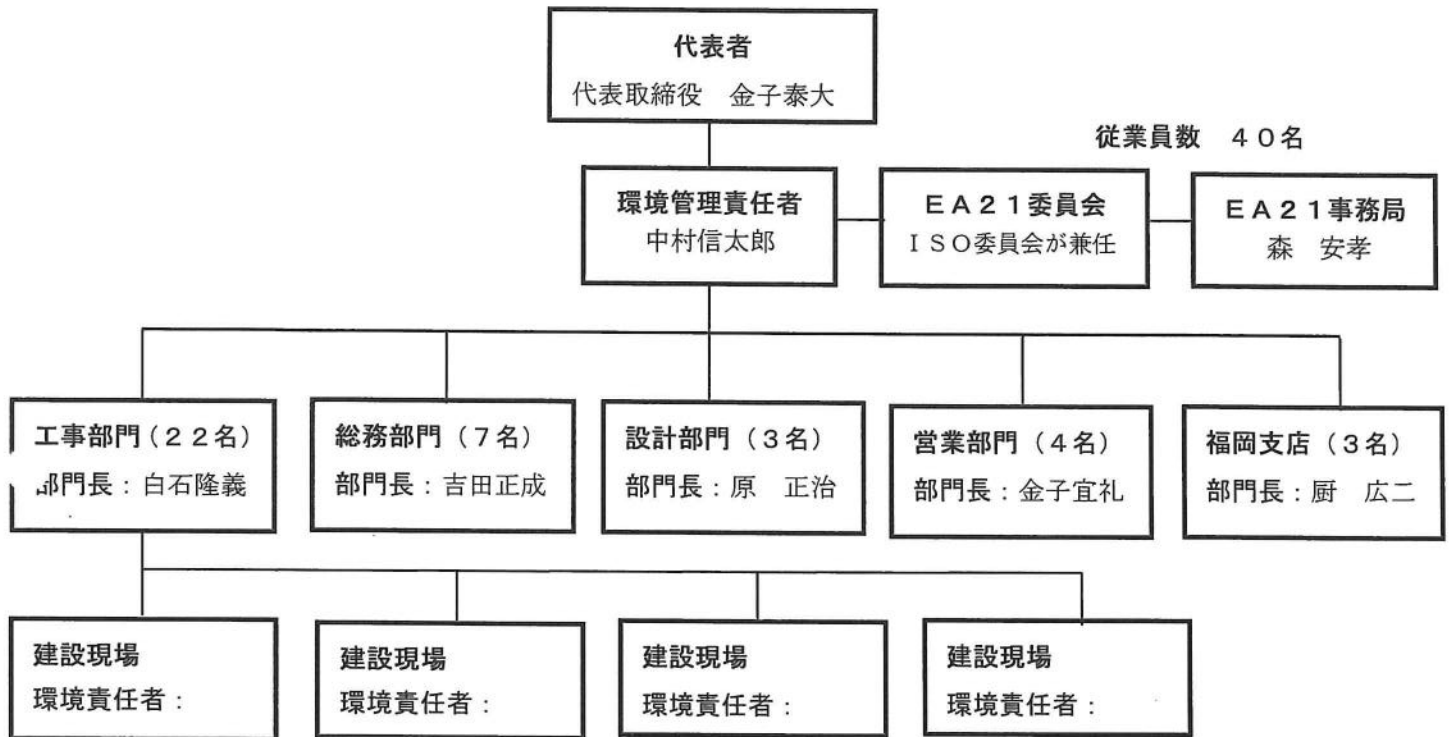 代表者
代表取締役　金子泰大
従業員数　４０名
環境管理責任者
中村信太郎
ＥＡ２１委員会
ＩＳＯ委員会が兼任
ＥＡ２１事務局
森　安孝
工事部門（２２名）
部門長：白石隆義
総務部門（７名）
部門長：吉田正成
設計部門（３名）
部門長：原　正治
営業部門（４名）
部門長：金子宜礼
福岡支店（３名）
部門長：厨　広二
建設現場
環境責任者：
建設現場
環境責任者：
建設現場
環境責任者：
建設現場
環境責任者：